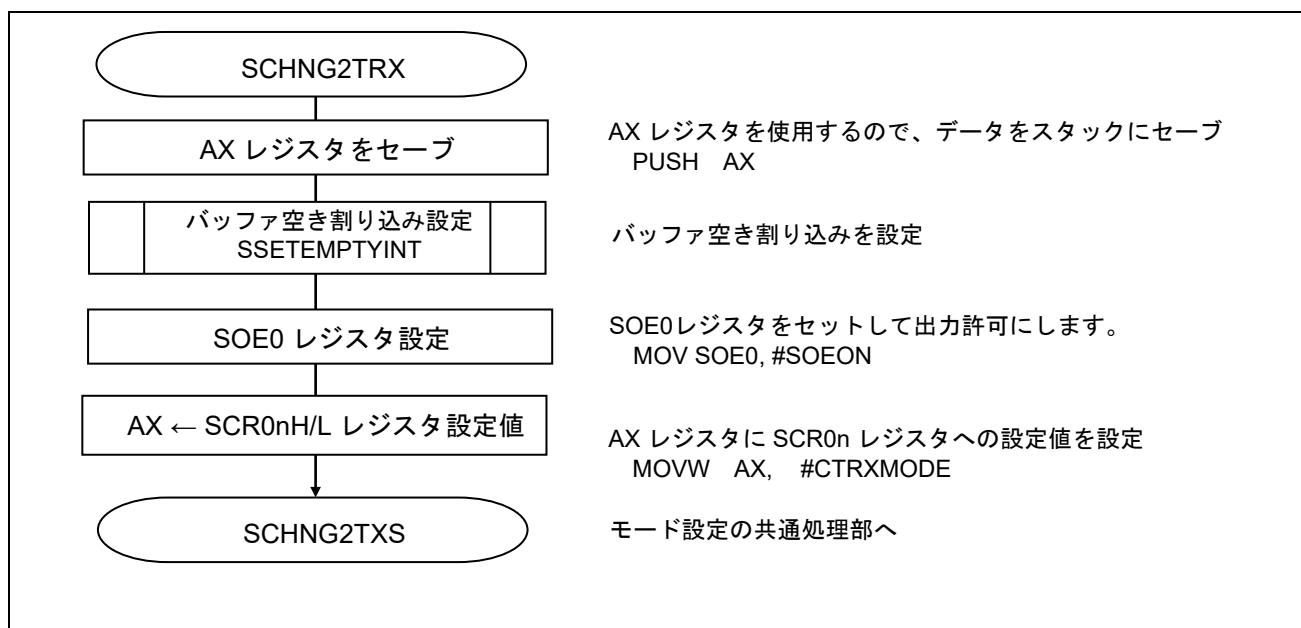 SCHNG2TRX
AX レジスタをセーブ
AX レジスタを使用するので、データをスタックにセーブ
PUSH AX
バッファ空き割り込み設定
SSETEMPTYINT
バッファ空き割り込みを設定
SOE0 レジスタ設定
SOE0レジスタをセットして出力許可にします。
MOV SOE0, #SOEON
AX ← SCR0nH/L レジスタ設定値
AX レジスタに SCR0n レジスタへの設定値を設定
MOVW AX, #CTRXMODE
SCHNG2TXS
モード設定の共通処理部へ